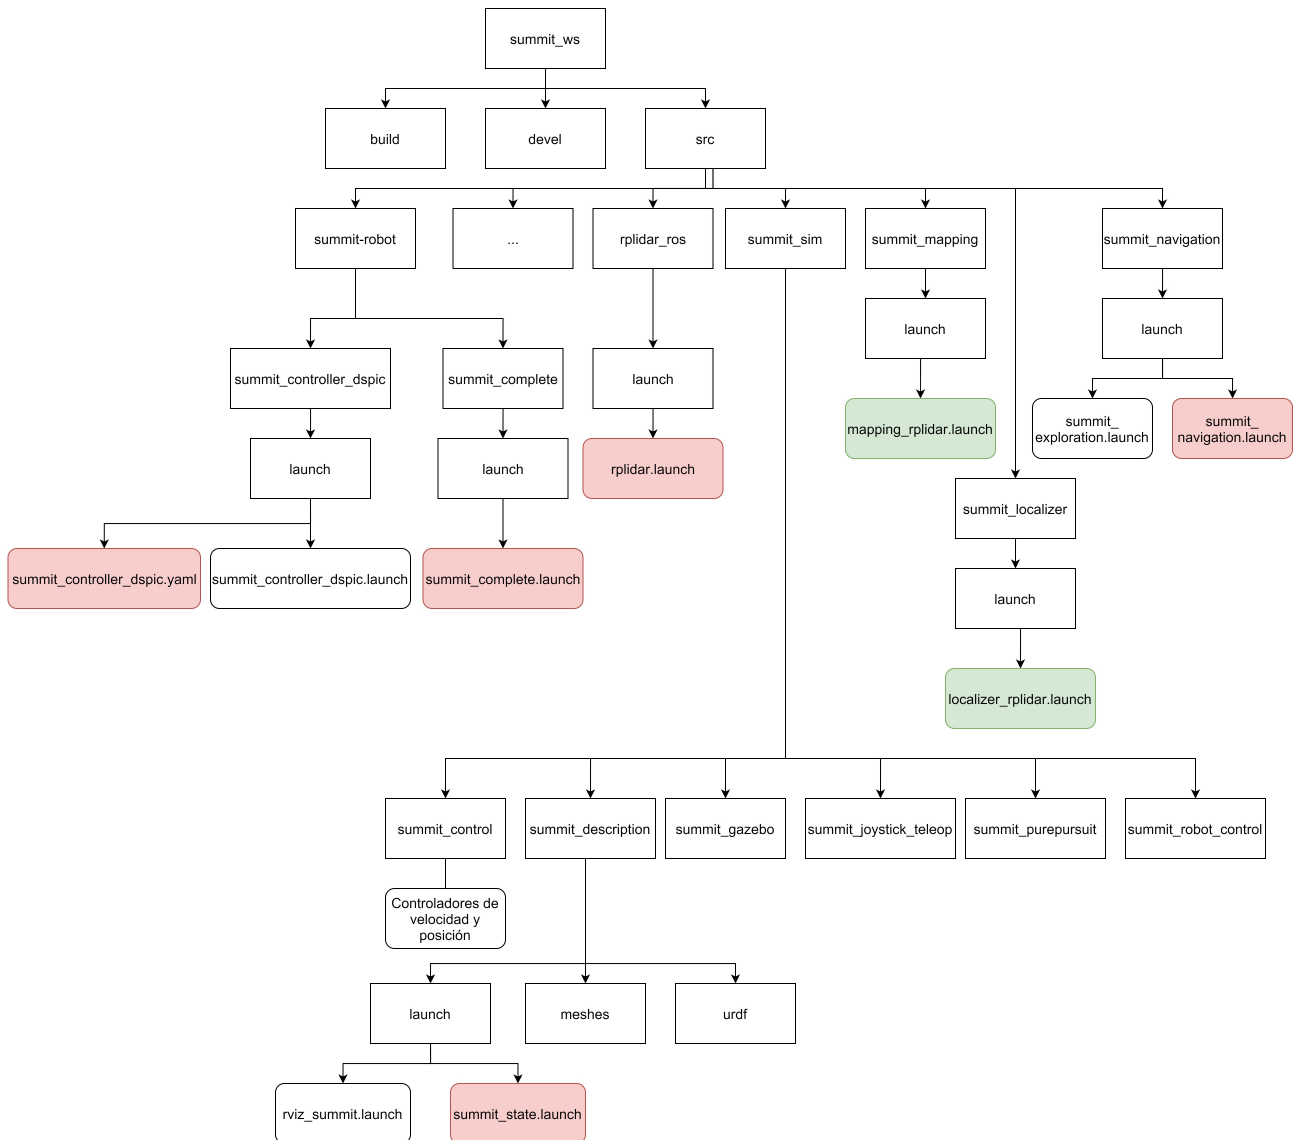 summit_ws
build
devel
src
summit-robot
...
rplidar_ros
summit_sim
summit_mapping
summit_navigation
launch
launch
summit_controller_dspic
summit_complete
launch
mapping_rplidar.launch
summit_
exploration.launch
summit_
navigation.launch
launch
launch
rplidar.launch
summit_localizer
summit_controller_dspic.yaml
summit_controller_dspic.launch
summit_complete.launch
launch
localizer_rplidar.launch
summit_control
summit_description
summit_gazebo
summit_joystick_teleop
summit_purepursuit
summit_robot_control
Controladores de
velocidad y
posición
launch
meshes
urdf
rviz_summit.launch
summit_state.launch